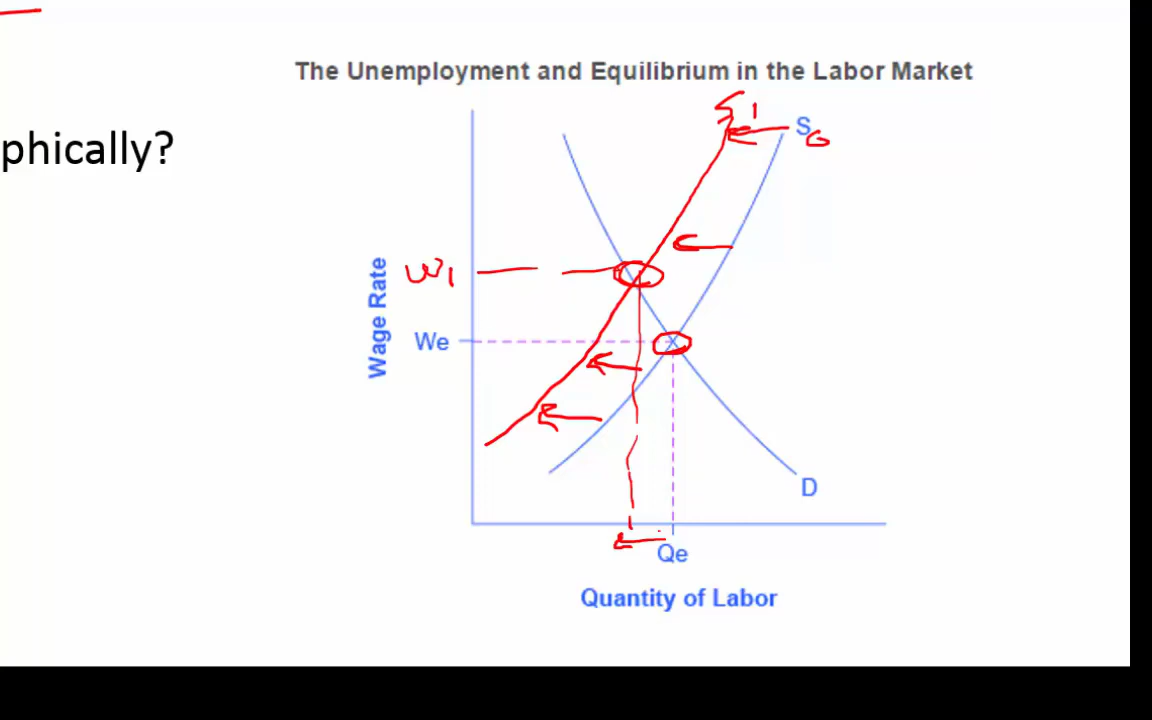 The Unemployment and Equilibrium in the Labor Market
S1
S0
phically?
Wage Rate
W1
We
D
Qe
Quantity of Labor